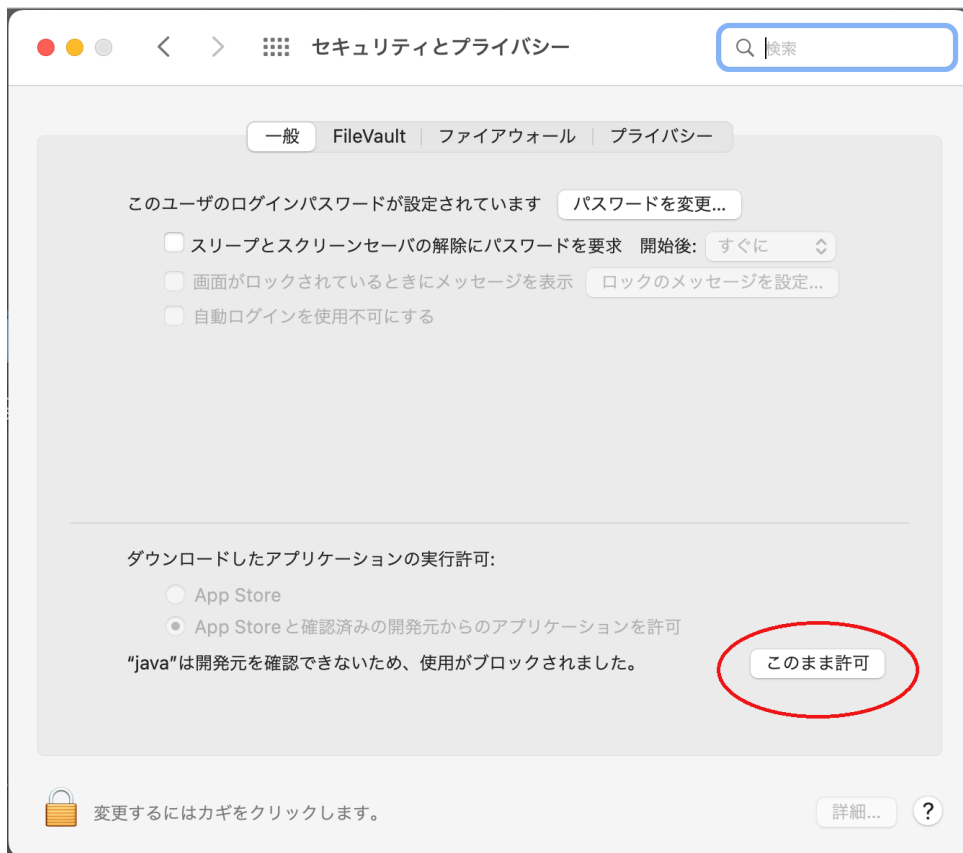 セキュリティとプライバシー
検索
一般 FileVault ファイアウォール プライバシー
このユーザのログインパスワードが設定されています パスワードを変更...
スリープとスクリーンセーバの解除にパスワードを要求 開始後: すぐに
画面がロックされているときにメッセージを表示 ロックのメッセージを設定...
自動ログインを使用不可にする
ダウンロードしたアプリケーションの実行許可:
App Store
App Storeと確認済みの開発元からのアプリケーションを許可
“java”は開発元を確認できないため、使用がブロックされました。 このまま許可
変更するにはカギをクリックします。 詳細... ?